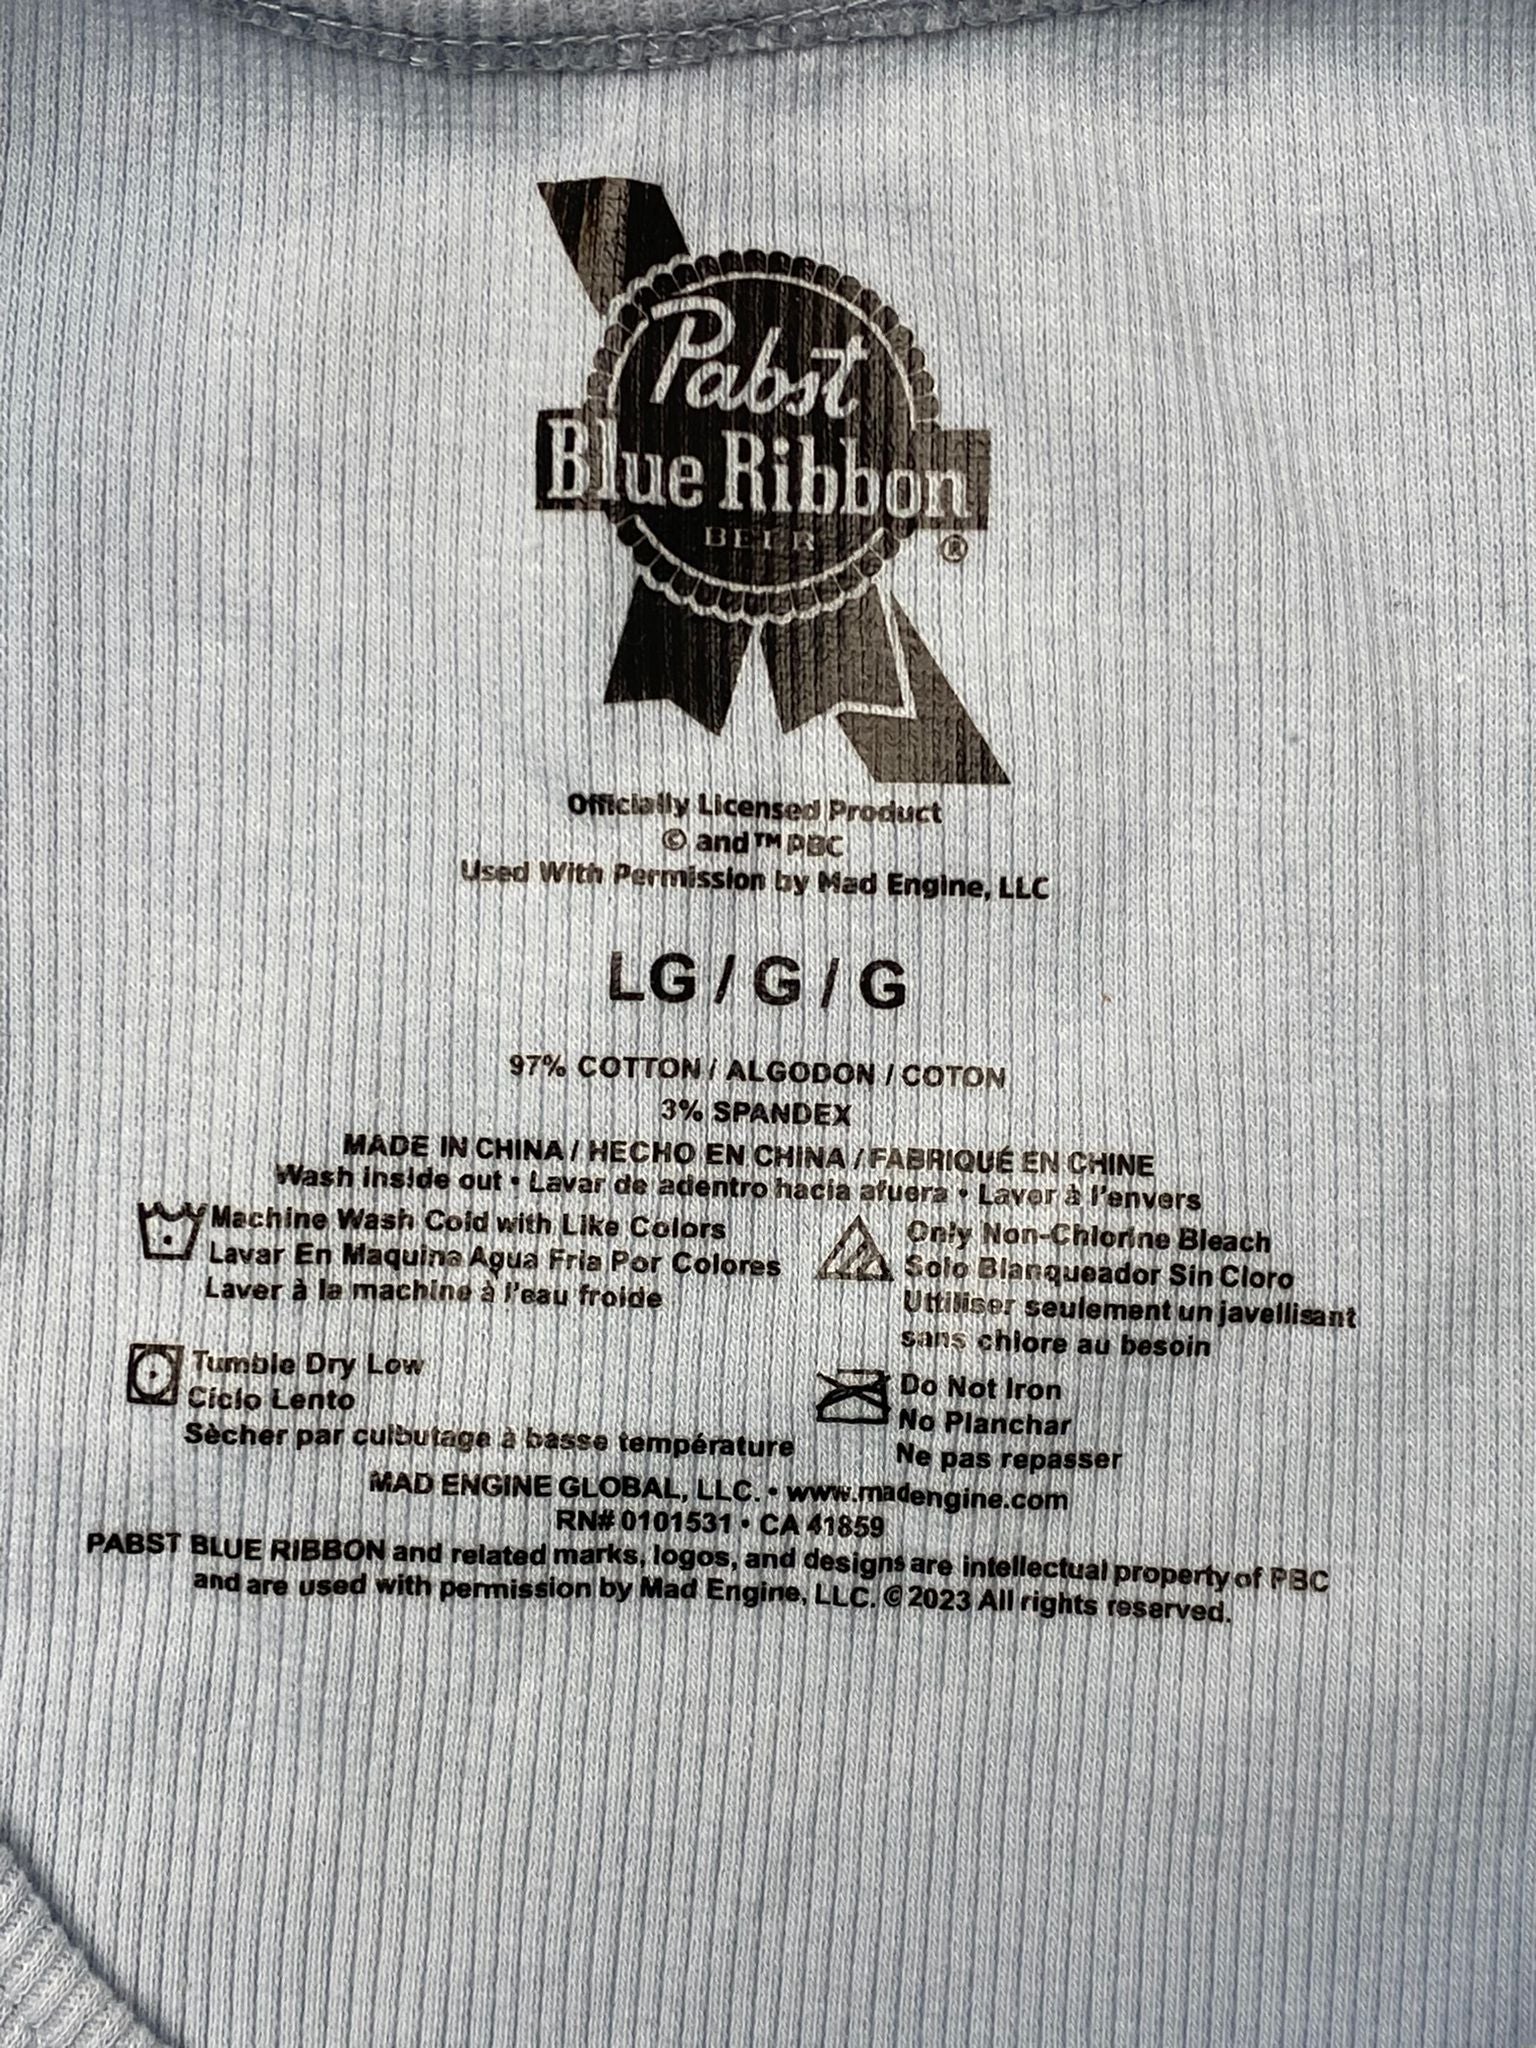 Pabst
Blue Ribbon
BEER
®
Officially Licensed Product
© and ™ PBC
Used With Permission by Mad Engine, LLC
LG / G / G
97% COTTON / ALGODON / COTON
3% SPANDEX
MADE IN CHINA / HECHO EN CHINA / FABRIQUÉ EN CHINE
Wash inside out • Lavar de adentro hacia afuera • Laver à l'envers
Machine Wash Cold with Like Colors
Lavar En Maquina Agua Fria Por Colores
Laver à la machine à l'eau froide
Only Non-Chlorine Bleach
Solo Blanqueador Sin Cloro
Uttiliser seulement un javellisant
sans chlore au besoin
Tumble Dry Low
Ciclo Lento
Sècher par culbutage à basse température
Do Not Iron
No Planchar
Ne pas repasser
MAD ENGINE GLOBAL, LLC. • www.madengine.com
RN# 0101531 • CA 41859
PABST BLUE RIBBON and related marks, logos, and designs are intellectual property of PBC
and are used with permission by Mad Engine, LLC. © 2023 All rights reserved.